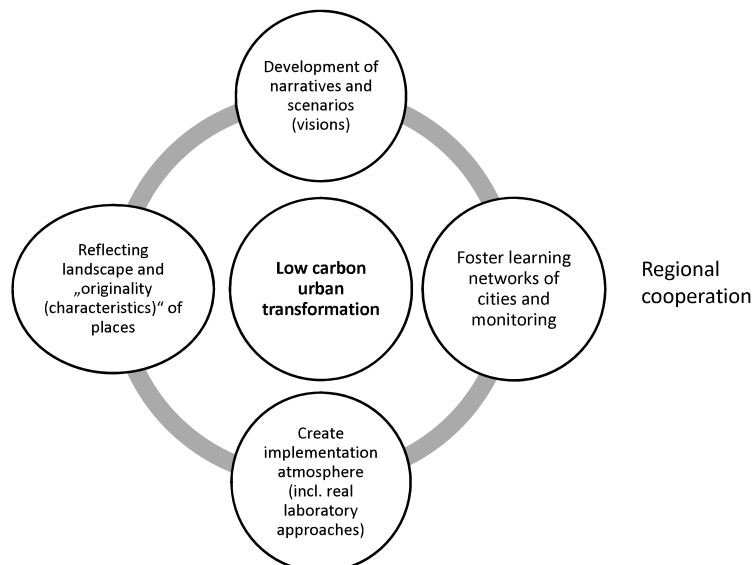 Development of
narratives and
scenarios
(visions)
Reflecting
landscape and
„originality
(characteristics)“ of
places
Low carbon
urban
transformation
Foster learning
networks of
cities and
monitoring
Regional
cooperation
Create
implementation
atmosphere
(incl. real
laboratory
approaches)